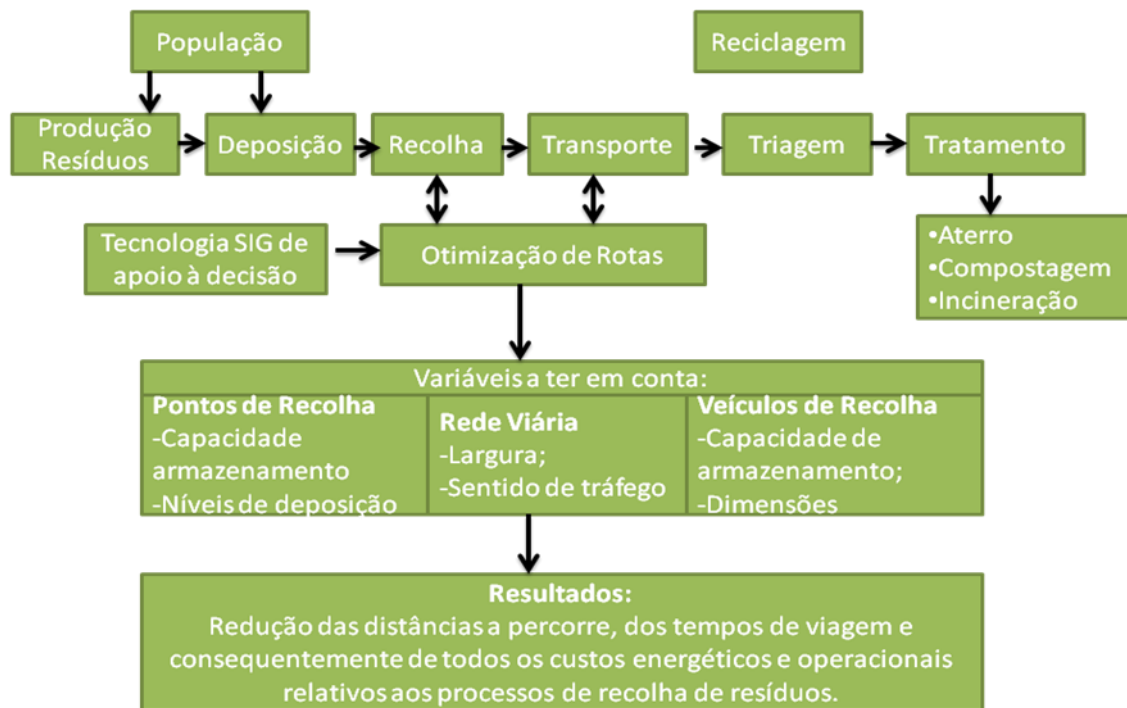 População
Reciclagem
Produção
Resíduos
Deposição
Recolha
Transporte
Triagem
Tratamento
Tecnologia SIG de
apoio à decisão
Otimização de Rotas
•Aterro
•Compostagem
•Incineração
Variáveis a ter em conta:
Pontos de Recolha
-Capacidade
armazenamento
-Níveis de deposição
Rede Viária
-Largura;
-Sentido de tráfego
Veículos de Recolha
-Capacidade de
armazenamento;
-Dimensões
Resultados:
Redução das distâncias a percorre, dos tempos de viagem e
consequentemente de todos os custos energéticos e operacionais
relativos aos processos de recolha de resíduos.